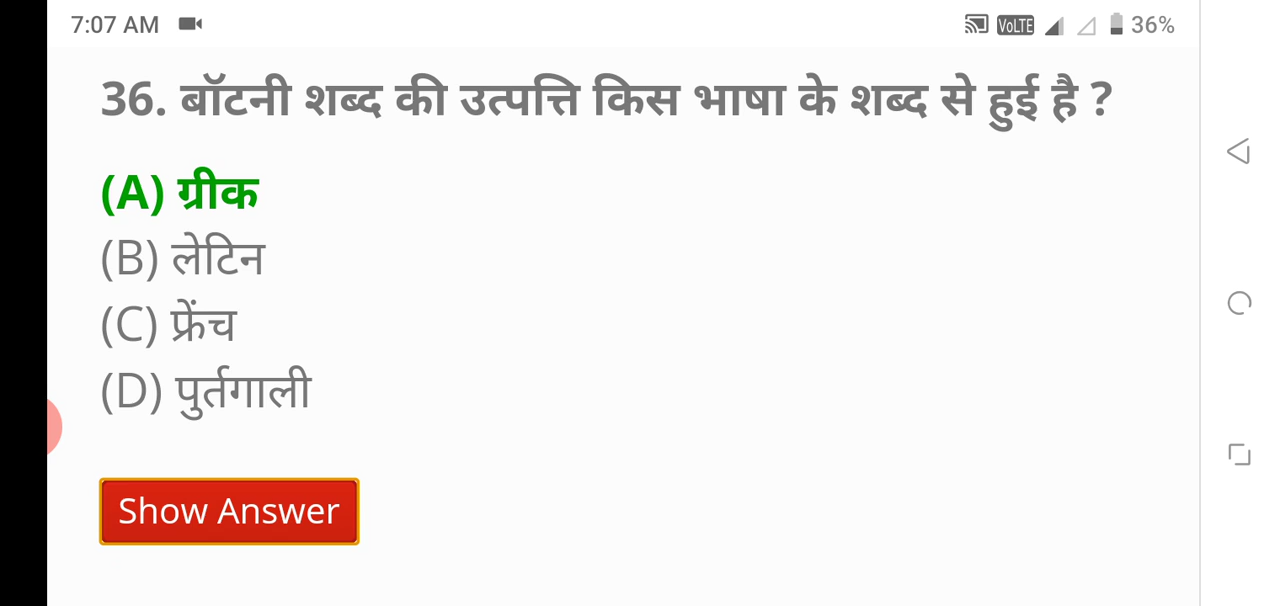 7:07 AM VoLTE 36%
36. बॉटनी शब्द की उत्पत्ति किस भाषा के शब्द से हुई है ?
(A) ग्रीक
(B) लेटिन
(C) फ्रेंच
(D) पुर्तगाली
Show Answer